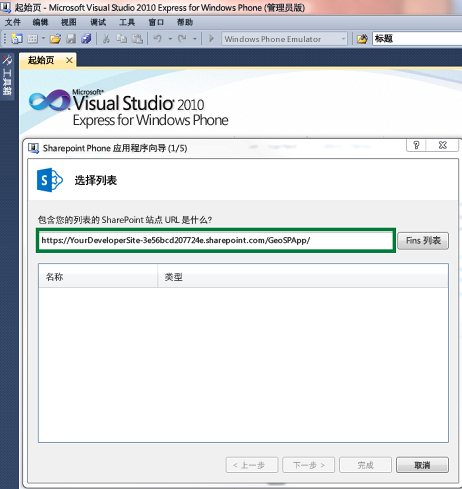 起始页 - Microsoft Visual Studio 2010 Express for Windows Phone (管理员版)
文件 编辑 视图 调试 工具 窗口 帮助
Windows Phone Emulator 标题
工具箱
起始页
Microsoft®
Visual Studio® 2010
Express for Windows Phone
Sharepoint Phone 应用程序向导 (1/5)
选择列表
包含您的列表的 SharePoint 站点 URL 是什么?
https://YourDeveloperSite-3e56bcd207724e.sharepoint.com/GeoSPApp/ Fins 列表
名称 类型
< 上一步 下一步 > 完成 取消